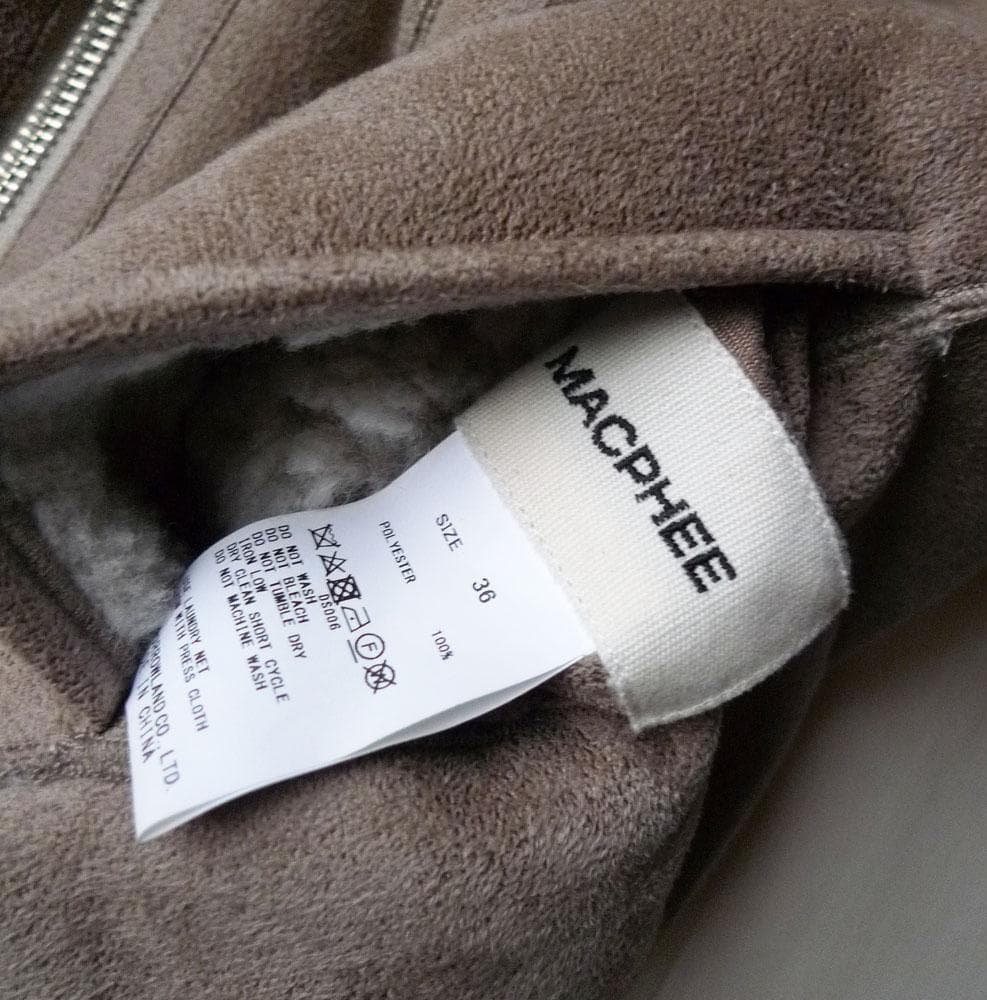 MACPHEE
SIZE 36
POLYESTER 100%
DS006
DO NOT WASH
DO NOT BLEACH
DO NOT TUMBLE DRY
IRON LOW
DRY CLEAN SHORT CYCLE
DO NOT MACHINE WASH
LAUNDRY NET
WITH PRESS CLOTH
CO., LTD.
IN CHINA